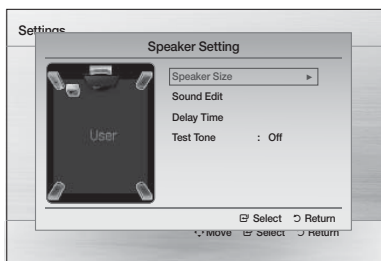 Settings
Speaker Setting
User
Speaker Size ►
Sound Edit
Delay Time
Test Tone : Off
Select Return
Move Select Return